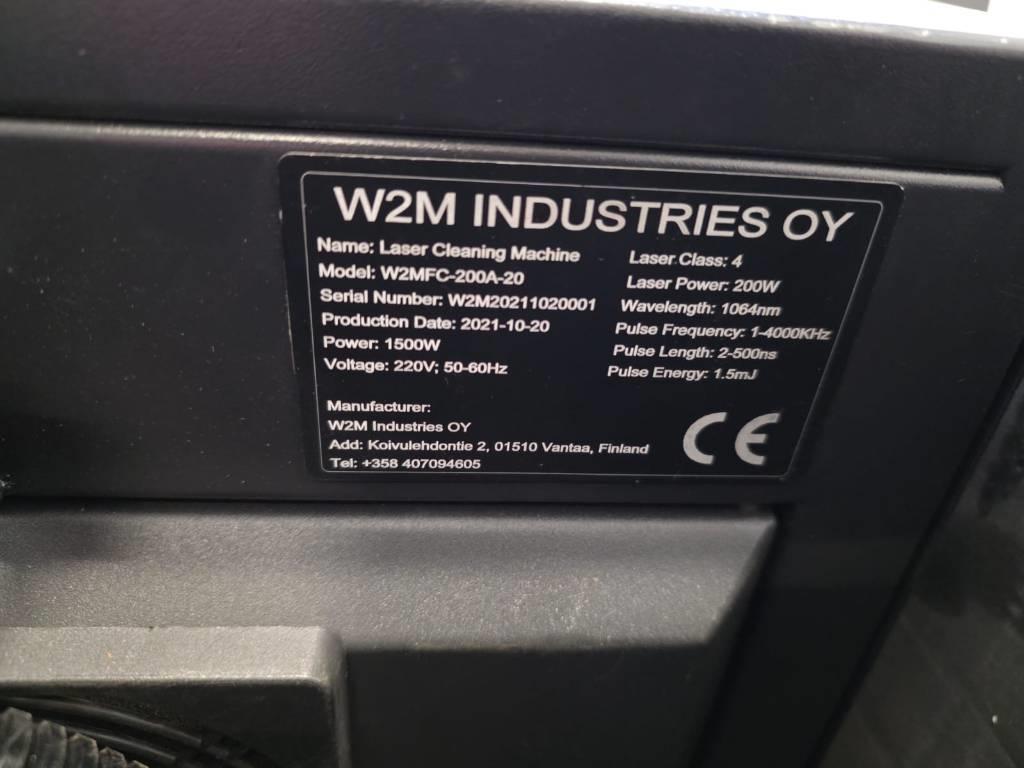 W2M INDUSTRIES OY
Name: Laser Cleaning Machine
Model: W2MFC-200A-20
Serial Number: W2M20211020001
Production Date: 2021-10-20
Power: 1500W
Voltage: 220V; 50-60Hz
Laser Class: 4
Laser Power: 200W
Wavelength: 1064nm
Pulse Frequency: 1-4000KHz
Pulse Length: 2-500ns
Pulse Energy: 1.5mJ
Manufacturer:
W2M Industries OY
Add: Koivulehdontie 2, 01510 Vantaa, Finland
Tel: +358 407094605
CE